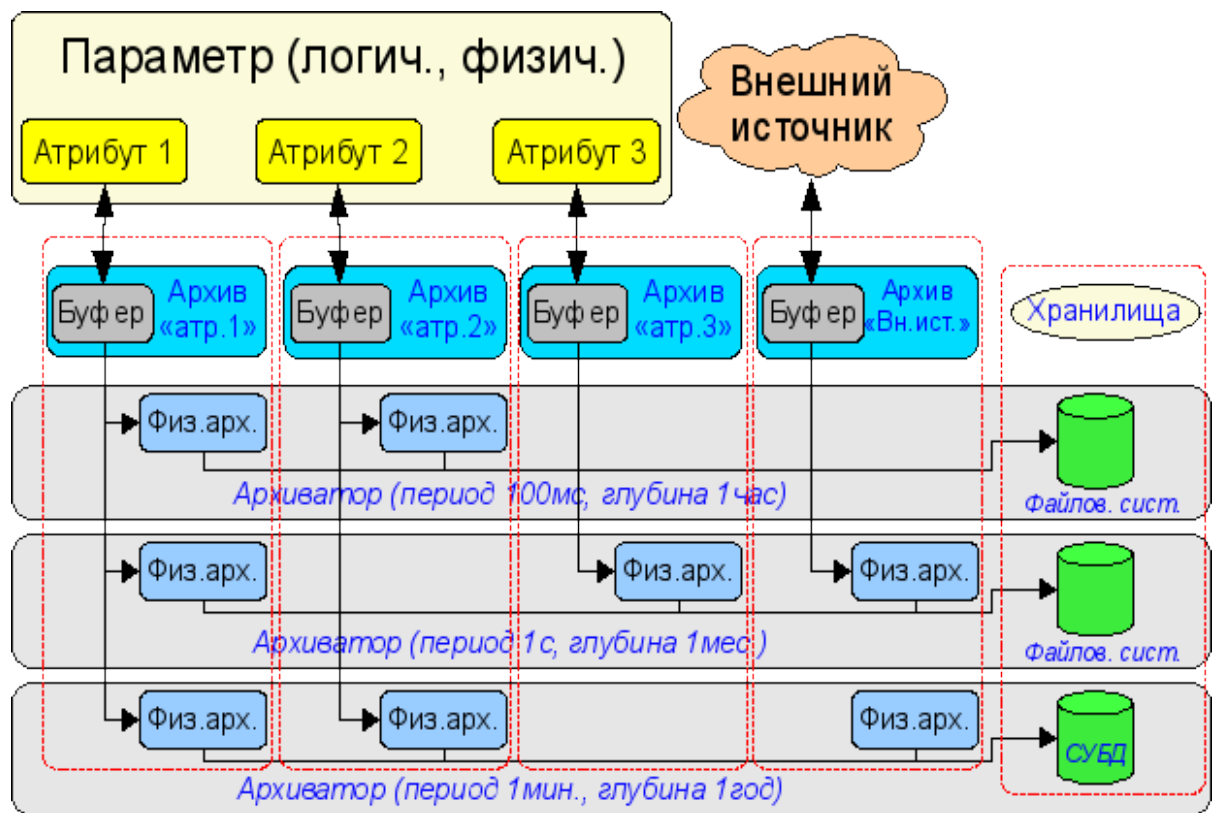 Параметр (логич., физич.)
Внешний
источник
Атрибут 1
Атрибут 2
Атрибут 3
Буфер
Архив
«атр.1»
Буфер
Архив
«атр.2»
Буфер
Архив
«атр.3»
Буфер
Архив
«Вн.ист.»
Хранилища
Физ.арх.
Физ.арх.
Архиватор (период 100мс, глубина 1час)
Файлов. сист.
Физ.арх.
Физ.арх.
Физ.арх.
Архиватор (период 1с, глубина 1мес.)
Файлов. сист.
Физ.арх.
Физ.арх.
Физ.арх.
СУБД
Архиватор (период 1мин., глубина 1год)